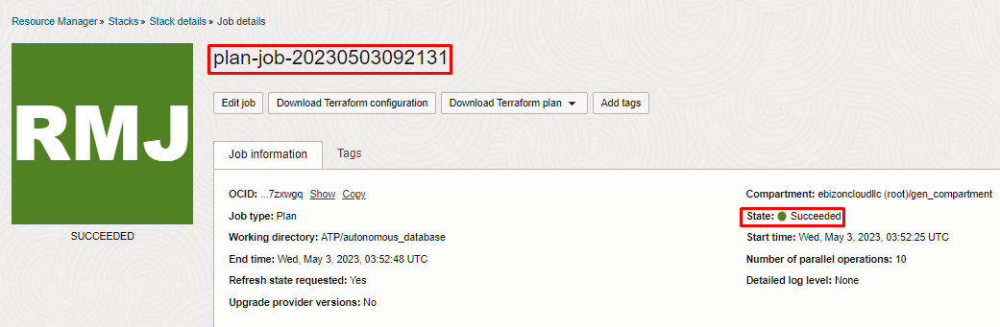 Resource Manager » Stacks » Stack details » Job details
plan-job-20230503092131
RMJ
SUCCEEDED
Edit job Download Terraform configuration Download Terraform plan Add tags
Job information Tags
OCID: ...7zxwgq Show Copy
Job type: Plan
Working directory: ATP/autonomous_database
End time: Wed, May 3, 2023, 03:52:48 UTC
Refresh state requested: Yes
Upgrade provider versions: No
Compartment: ebizoncloudllc (root)/gen_compartment
State: Succeeded
Start time: Wed, May 3, 2023, 03:52:25 UTC
Number of parallel operations: 10
Detailed log level: None